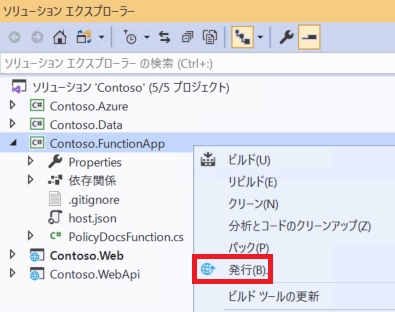 ソリューション エクスプローラー
ソリューション エクスプローラー の検索 (Ctrl+:)
ソリューション 'Contoso' (5/5 プロジェクト)
C# Contoso.Azure
C# Contoso.Data
C# Contoso.FunctionApp
Properties
依存関係
.gitignore
host.json
C# PolicyDocsFunction.cs
Contoso.Web
Contoso.WebApi
ビルド(U)
リビルド(E)
クリーン(N)
分析とコードのクリーンアップ(Z)
パック(P)
発行(B)...
ビルド ツールの更新